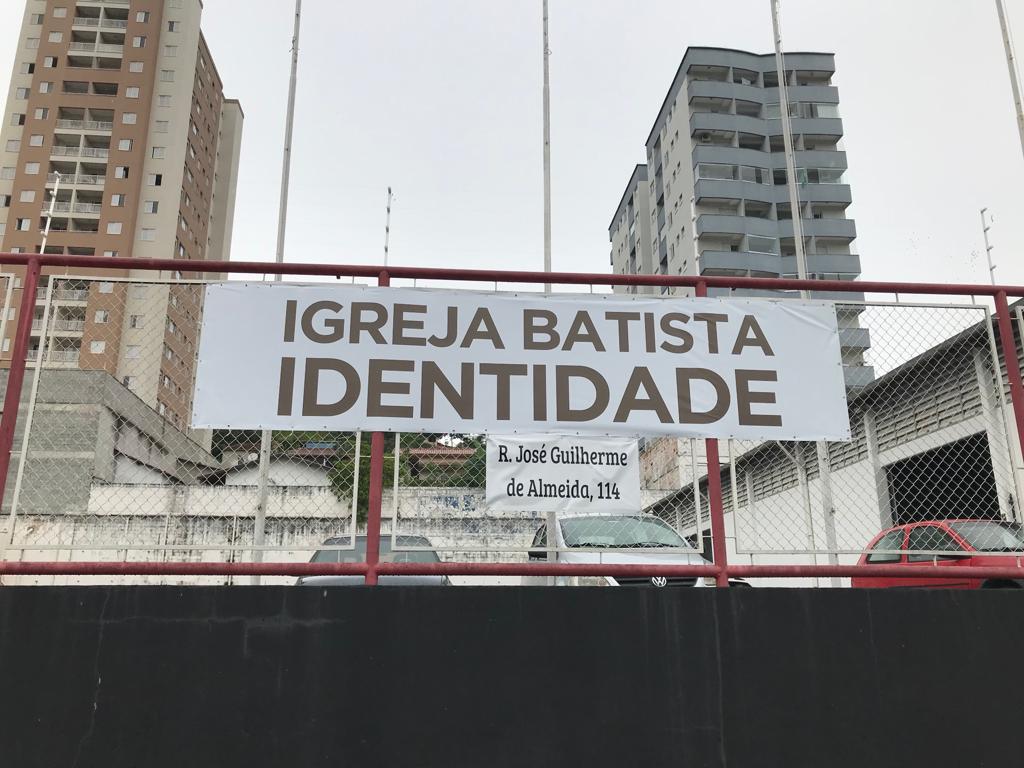 IGREJA BATISTA
IDENTIDADE
R. José Guilherme
de Almeida, 114